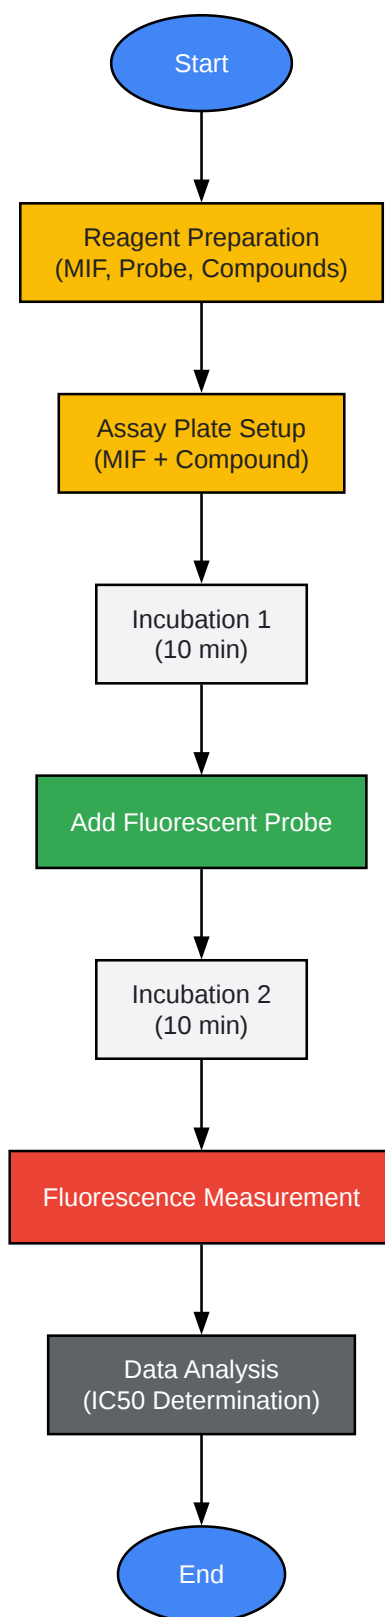 Start
Reagent Preparation
(MIF, Probe, Compounds)
Assay Plate Setup
(MIF + Compound)
Incubation 1
(10 min)
Add Fluorescent Probe
Incubation 2
(10 min)
Fluorescence Measurement
Data Analysis
(IC50 Determination)
End